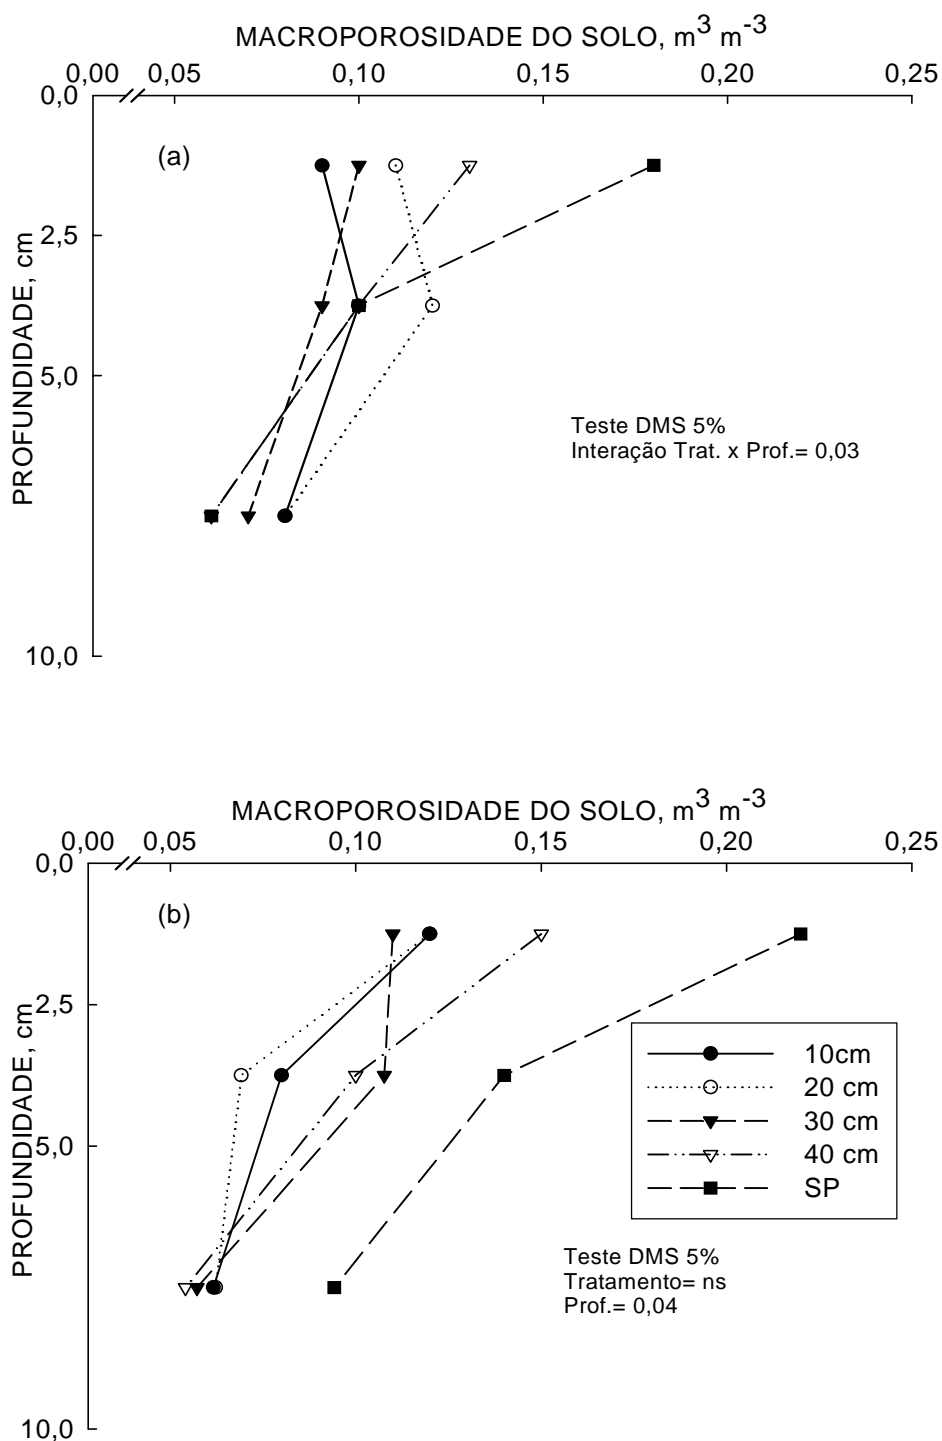 MACROPOROSIDADE DO SOLO, m³ m⁻³
0,00 0,05 0,10 0,15 0,20 0,25
0,0
(a)
2,5
PROFUNDIDADE, cm
5,0
Teste DMS 5%
Interação Trat. x Prof.= 0,03
7,5
10,0
MACROPOROSIDADE DO SOLO, m³ m⁻³
0,00 0,05 0,10 0,15 0,20 0,25
0,0
(b)
2,5
PROFUNDIDADE, cm
10cm
20 cm
30 cm
40 cm
SP
5,0
Teste DMS 5%
Tratamento= ns
Prof.= 0,04
7,5
10,0